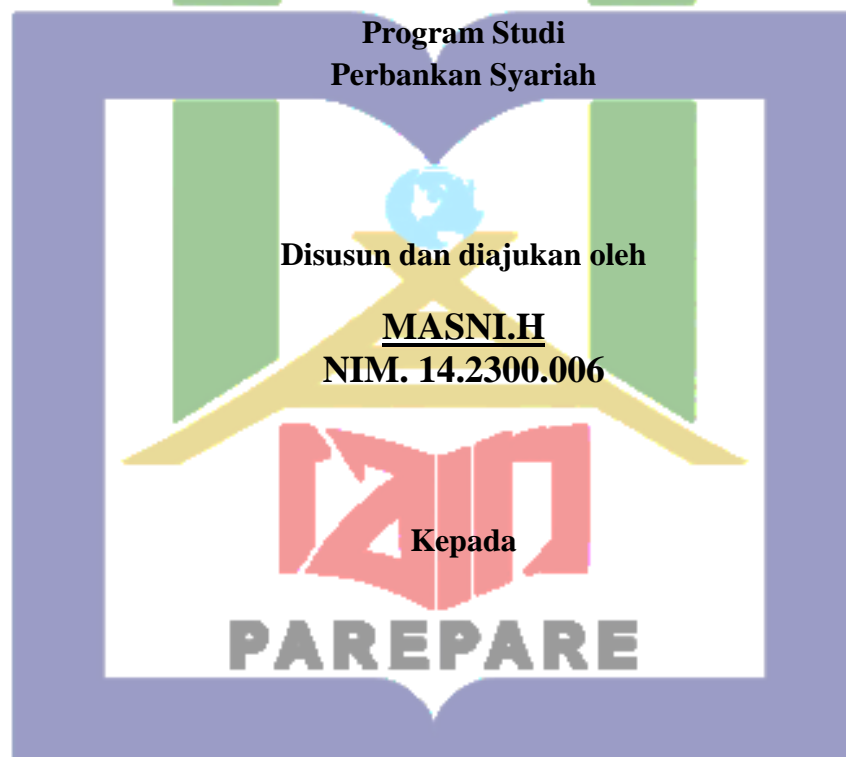 Program Studi
Perbankan Syariah
Disusun dan diajukan oleh
MASNI.H
NIM. 14.2300.006
iain
Kepada
PAREPARE